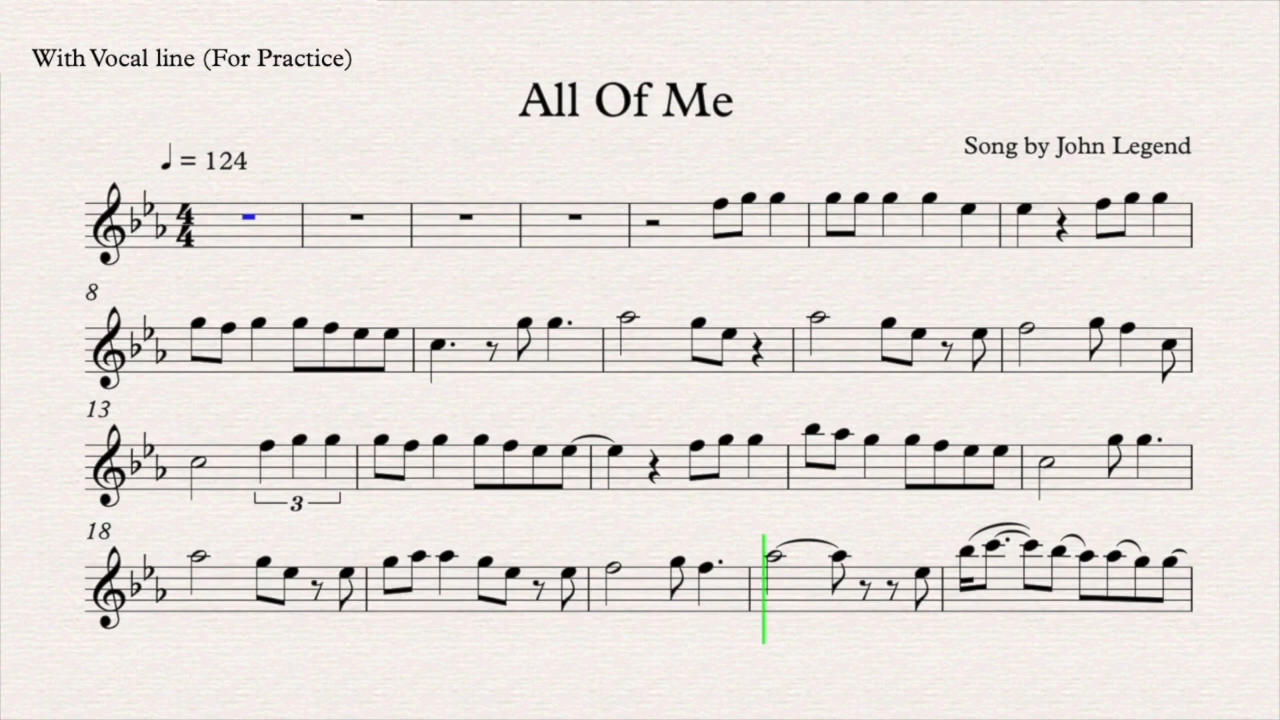 With Vocal line (For Practice)
All Of Me
Song by John Legend
♩ = 124
4
4
8
13
3
18